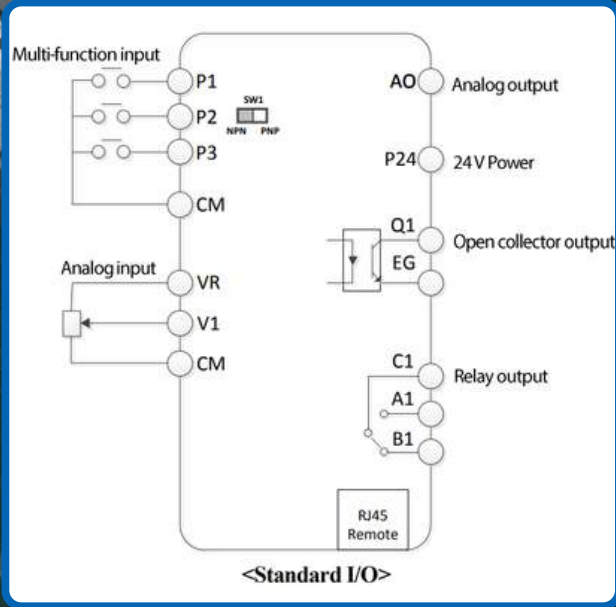 Multi-function input
P1
P2
P3
CM
SW1
NPN PNP
Analog input
VR
V1
CM
AO
Analog output
P24
24 V Power
Q1
Open collector output
EG
C1
Relay output
A1
B1
RJ45
Remote
<Standard I/O>